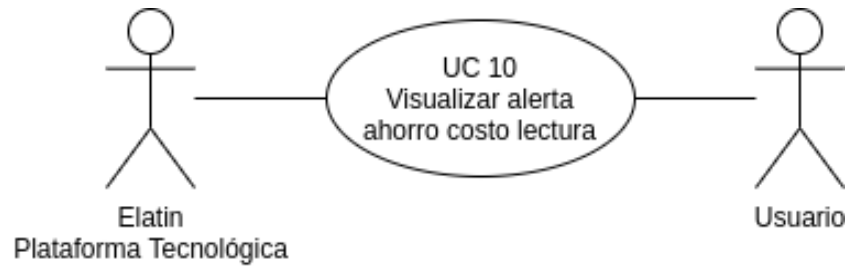 UC 10
Visualizar alerta
ahorro costo lectura
Elatin
Plataforma Tecnológica
Usuario